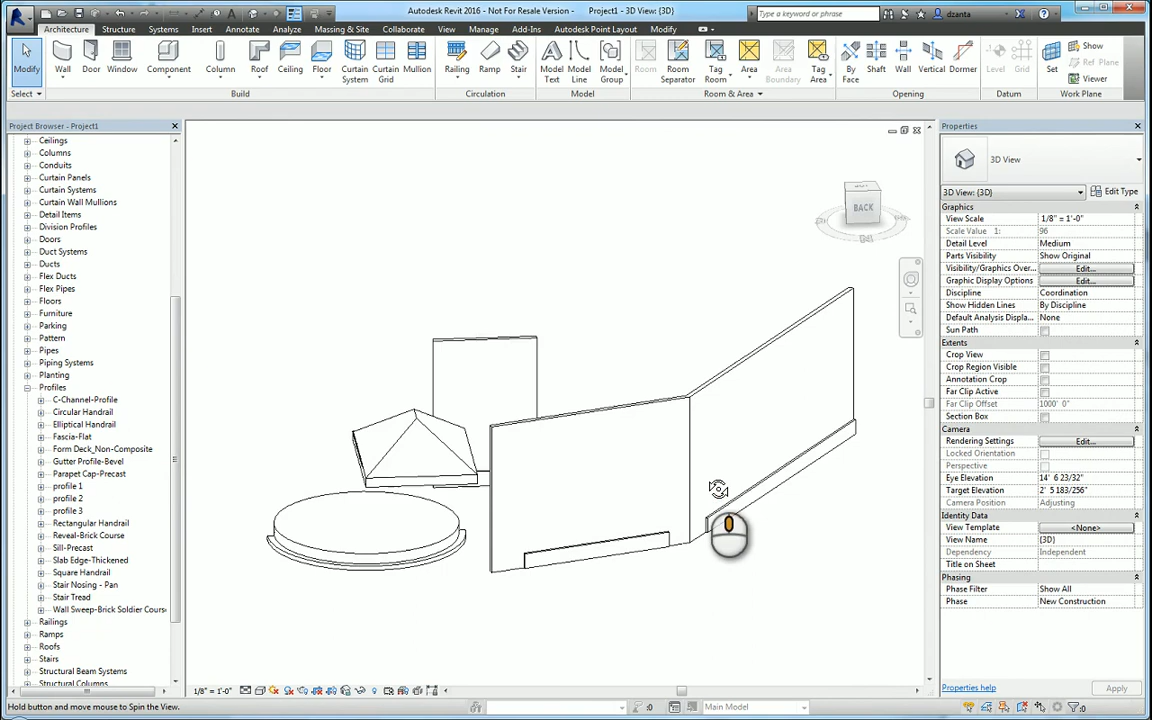 Autodesk Revit 2016 - Not For Resale Version - Project1 - 3D View: {3D}
Type a keyword or phrase
dzanta
Architecture Structure Systems Insert Annotate Analyze Massing & Site Collaborate View Manage Add-Ins Autodesk Point Layout Modify
Modify Wall Door Window Component Column Roof Ceiling Floor Curtain System Curtain Grid Mullion Railing Ramp Stair Model Text Model Line Model Group Room Room Separator Tag Room Area Area Boundary Tag Area By Face Shaft Wall Vertical Dormer Level Grid Set Show Ref Plane Viewer
Select Build Circulation Model Room & Area Opening Datum Work Plane
Project Browser - Project1
Ceilings
Columns
Conduits
Curtain Panels
Curtain Systems
Curtain Wall Mullions
Detail Items
Division Profiles
Doors
Duct Systems
Ducts
Flex Ducts
Flex Pipes
Floors
Furniture
Parking
Pattern
Pipes
Piping Systems
Planting
Profiles
C-Channel-Profile
Circular Handrail
Elliptical Handrail
Fascia-Flat
Form Deck_Non-Composite
Gutter Profile-Bevel
Parapet Cap-Precast
profile 1
profile 2
profile 3
Rectangular Handrail
Reveal-Brick Course
Sill-Precast
Slab Edge-Thickened
Square Handrail
Stair Nosing - Pan
Stair Tread
Wall Sweep-Brick Soldier Cours
Railings
Ramps
Roofs
Stairs
Structural Beam Systems
Structural Columns
BACK
Properties
3D View
3D View: {3D} Edit Type
Graphics
View Scale 1/8" = 1'-0"
Scale Value 1: 96
Detail Level Medium
Parts Visibility Show Original
Visibility/Graphics Over... Edit...
Graphic Display Options Edit...
Discipline Coordination
Show Hidden Lines By Discipline
Default Analysis Displa... None
Sun Path
Extents
Crop View
Crop Region Visible
Annotation Crop
Far Clip Active
Far Clip Offset 1000' 0"
Section Box
Camera
Rendering Settings Edit...
Locked Orientation
Perspective
Eye Elevation 14' 6 23/32"
Target Elevation 2' 5 183/256"
Camera Position Adjusting
Identity Data
View Template <None>
View Name {3D}
Dependency Independent
Title on Sheet
Phasing
Phase Filter Show All
Phase New Construction
Properties help Apply
1/8" = 1'-0"
Hold button and move mouse to Spin the View.
:0
Main Model
:0